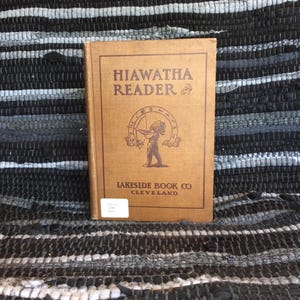 HIAWATHA
READER
LAKESIDE BOOK CO
CLEVELAND